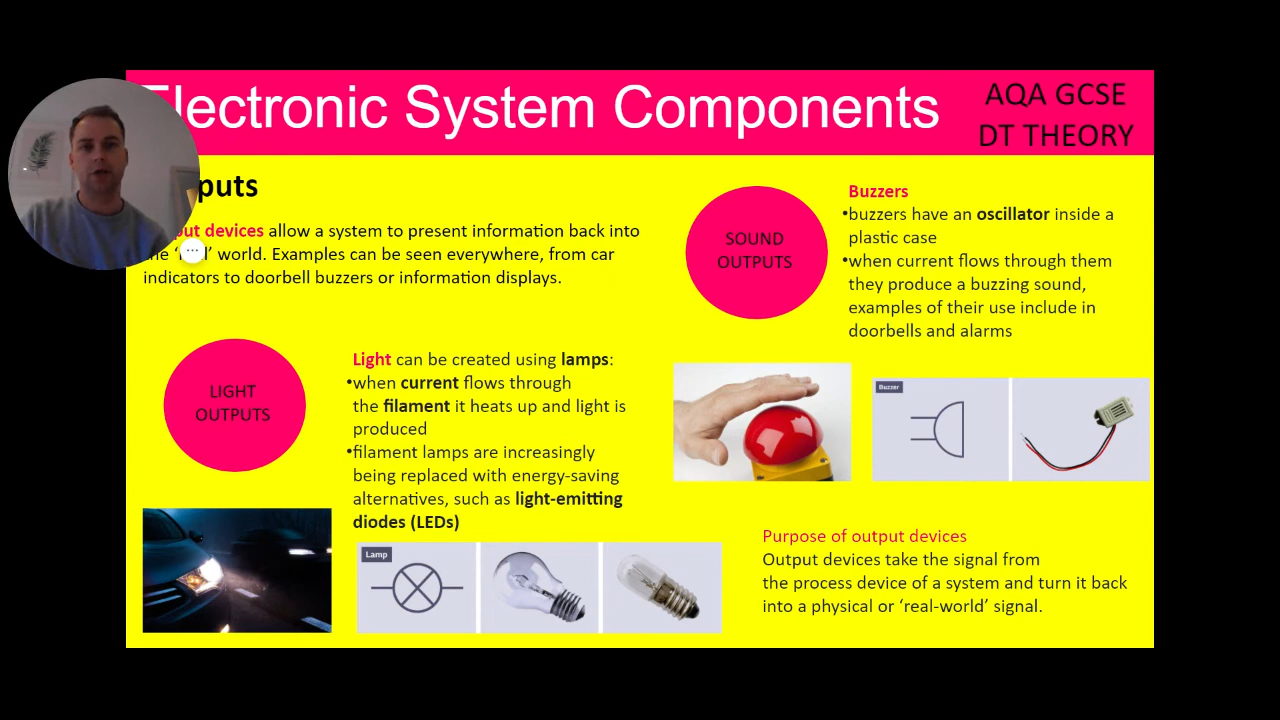 Electronic System Components
AQA GCSE
DT THEORY
puts
put devices allow a system to present information back into
the ‘ l’ world. Examples can be seen everywhere, from car
indicators to doorbell buzzers or information displays.
LIGHT
OUTPUTS
Light can be created using lamps:
•when current flows through
the filament it heats up and light is
produced
•filament lamps are increasingly
being replaced with energy-saving
alternatives, such as light-emitting
diodes (LEDs)
Lamp
SOUND
OUTPUTS
Buzzers
•buzzers have an oscillator inside a
plastic case
•when current flows through them
they produce a buzzing sound,
examples of their use include in
doorbells and alarms
Buzzer
Purpose of output devices
Output devices take the signal from
the process device of a system and turn it back
into a physical or ‘real-world’ signal.